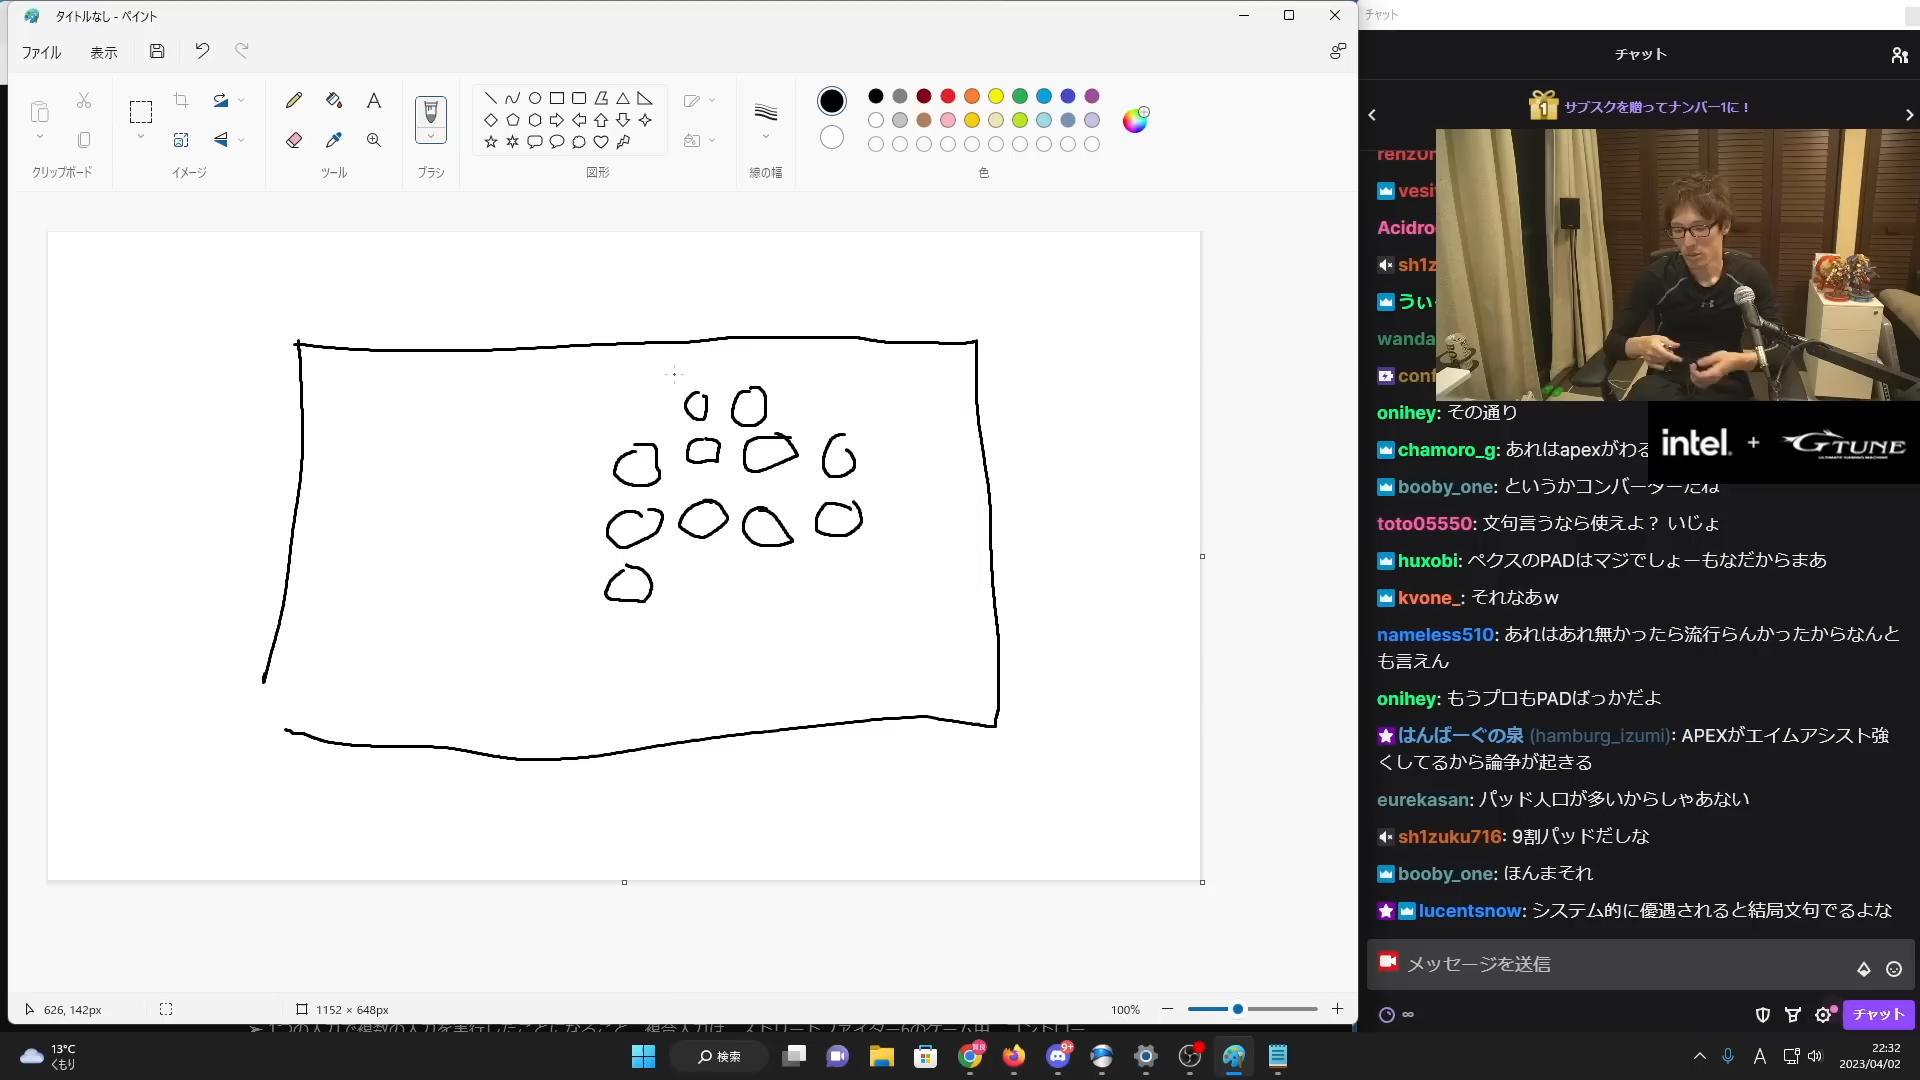 タイトルなし - ペイント
ファイル
表示
クリップボード
イメージ
ツール
ブラシ
図形
線の幅
色
626, 142px
1152 × 648px
100%
チャット
チャット
サブスクを贈ってナンバー1に！
1
vesi
Acidro
sh1z
うぃ
wanda
conf
onihey: その通り
chamoro_g: あれはapexがわる
booby_one: というかコンバーターだね
toto05550: 文句言うなら使えよ？ いじょ
huxobi: ペクスのPADはマジでしょーもなだからまあ
kvone_: それなあw
nameless510: あれはあれ無かったら流行らんかったからなんと
も言えん
onihey: もうプロもPADばっかだよ
はんばーぐの泉 (hamburg_izumi): APEXがエイムアシスト強
くしてるから論争が起きる
eurekasan: パッド人口が多いからしゃあない
sh1zuku716: 9割パッドだしな
booby_one: ほんまそれ
lucentsnow: システム的に優遇されると結局文句でるよな
メッセージを送信
∞
チャット
intel. + G TUNE
ULTIMATE GAMING MACHINE
13°C
くもり
検索
9+
A
22:32
2023/04/02